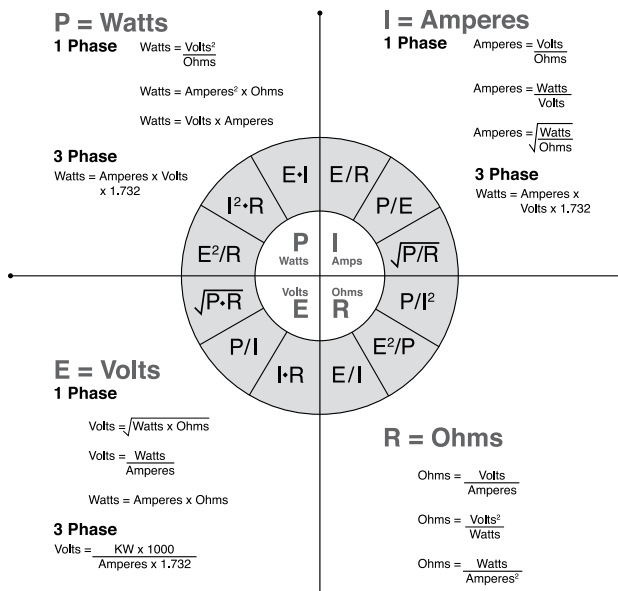 P = Watts
1 Phase
Watts = Volts²
Ohms
Watts = Amperes² x Ohms
Watts = Volts x Amperes
3 Phase
Watts = Amperes x Volts
x 1.732
I = Amperes
1 Phase
Amperes = Volts
Ohms
Amperes = Watts
Volts
Amperes = √Watts
Ohms
3 Phase
Watts = Amperes x
Volts x 1.732
E•I
E/R
I²•R
P/E
E²/R
√P/R
√P•R
P/I²
P/I
E²/P
I•R
E/I
P
Watts
I
Amps
Volts
E
Ohms
R
E = Volts
1 Phase
Volts = √Watts x Ohms
Volts = Watts
Amperes
Watts = Amperes x Ohms
3 Phase
Volts = KW x 1000
Amperes x 1.732
R = Ohms
Ohms = Volts
Amperes
Ohms = Volts²
Watts
Ohms = Watts
Amperes²